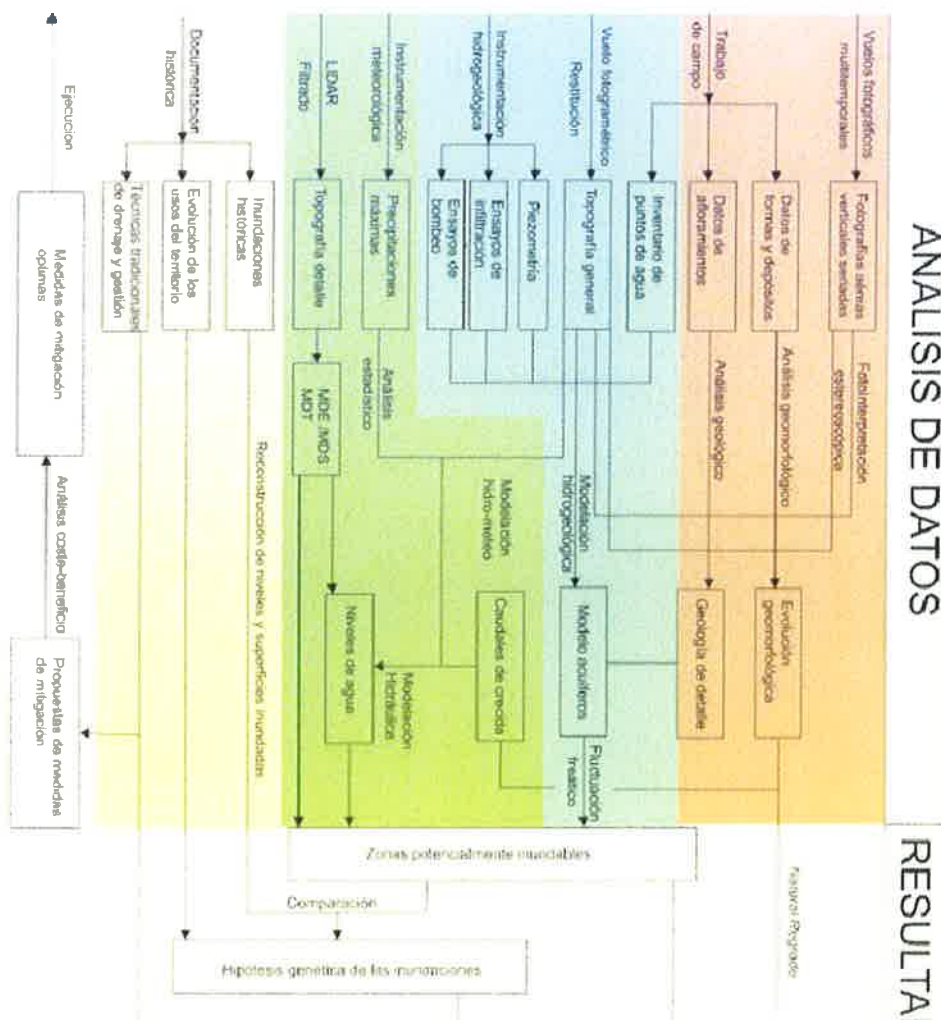 ANÁLISIS DE DATOS
RESULTA
Vuelos fotográficos
multitemporales
Fotografías aéreas
verticales seriadas
Fotointerpretación
estereoscópica
Trabajo
de campo
Datos de
formas y depósitos
Análisis geomorfológico
Evolución
geomorfológica
Natural Regrade
Datos de
afloramientos
Análisis geológico
Geología de detalle
Inventario de
puntos de agua
Vuelo fotogramétrico
Restitución
Topografía general
Modelación
hidrogeológica
Modelo acuíferos
Fluctuación
freático
Instrumentación
hidrogeológica
Piezometría
Ensayos de
infiltración
Ensayos de
bombeo
Modelación
hidro-meteo
Caudales de crecida
Instrumentación
meteorológica
Precipitaciones
máximas
Análisis
estadístico
Modelación
Hidráulica
Niveles de agua
LIDAR
Filtrado
Topografía detalle
MDE /MDS
MDT
Zonas potencialmente inundables
Reconstrucción de niveles y superficies inundadas
Comparación
Documentación
histórica
Inundaciones
históricas
Evolución de los
usos del territorio
Técnicas tradicionales
de drenaje y gestión
Hipótesis genética de las inundaciones
Ejecución
Medidas de mitigación
óptimas
Análisis coste-beneficio
Propuestas de medidas
de mitigación